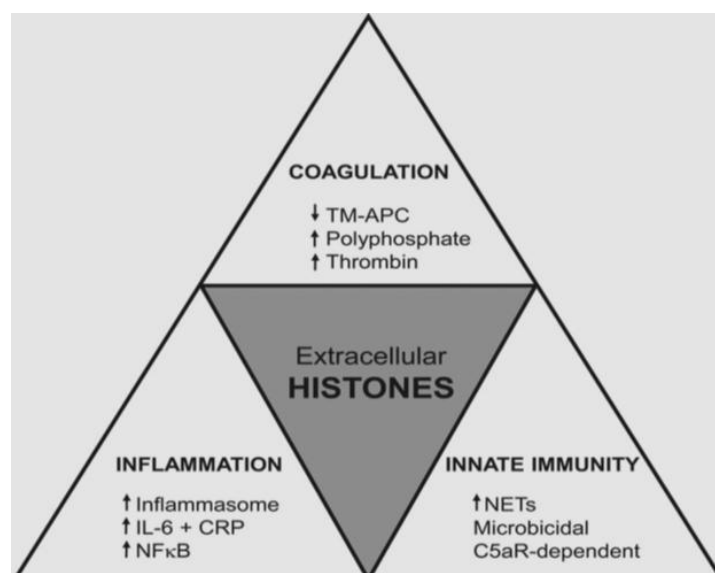 COAGULATION
↓ TM-APC
↑ Polyphosphate
↑ Thrombin
Extracellular
HISTONES
INFLAMMATION
↑ Inflammasome
↑ IL-6 + CRP
↑ NFκB
INNATE IMMUNITY
↑ NETs
Microbicidal
C5aR-dependent